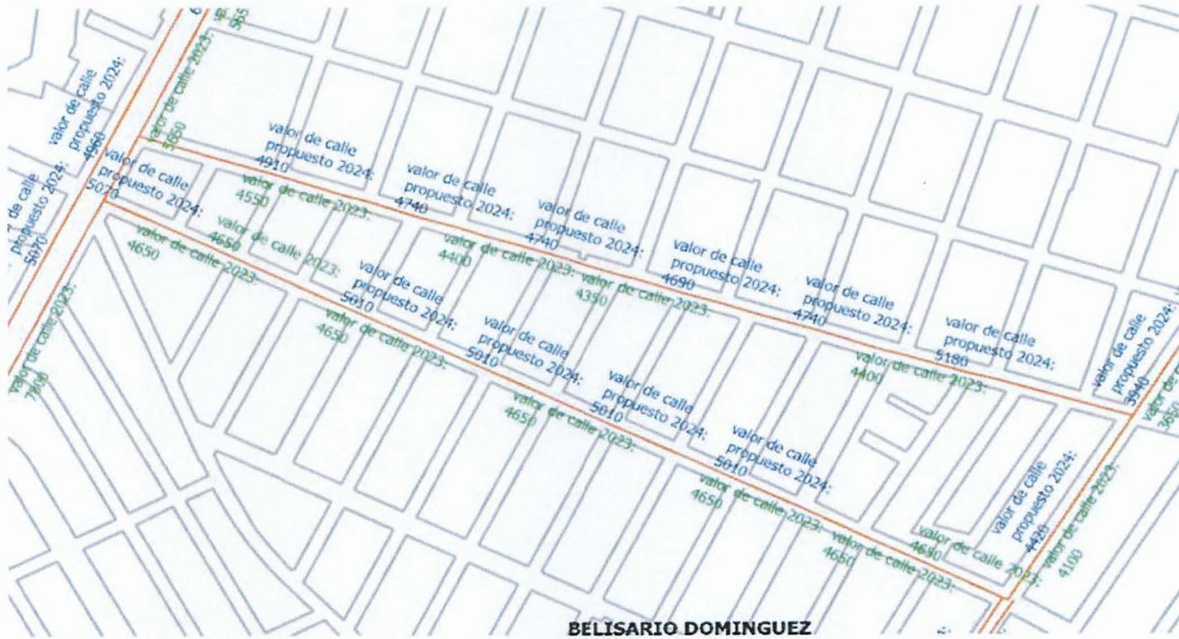 valor de calle
propuesto 2024:
4960
valor de calle 2023:
5650
valor de calle
propuesto 2024:
5070
de calle
propuesto 2024:
5070
valor de calle 2023:
7600
valor de calle
propuesto 2024:
4910
valor de calle 2023:
4550
valor de calle
propuesto 2024:
4740
valor de calle 2023:
4400
valor de calle
propuesto 2024:
4740
valor de calle 2023:
4350
valor de calle
propuesto 2024:
4690
valor de calle
propuesto 2024:
4740
valor de calle 2023:
4400
valor de calle
propuesto 2024:
5180
valor de calle
propuesto 2024:
3940
valor de calle 2023:
3650
valor de calle 2023:
4650
valor de calle 2023:
4650
valor de calle
propuesto 2024:
5010
valor de calle 2023:
4650
valor de calle
propuesto 2024:
5010
valor de calle 2023:
4650
valor de calle
propuesto 2024:
5010
valor de calle 2023:
4650
valor de calle
propuesto 2024:
5010
valor de calle 2023:
4650
valor de calle 2023:
4650
valor de calle
propuesto 2024:
4420
valor de calle 2023:
4100
BELISARIO DOMINGUEZ